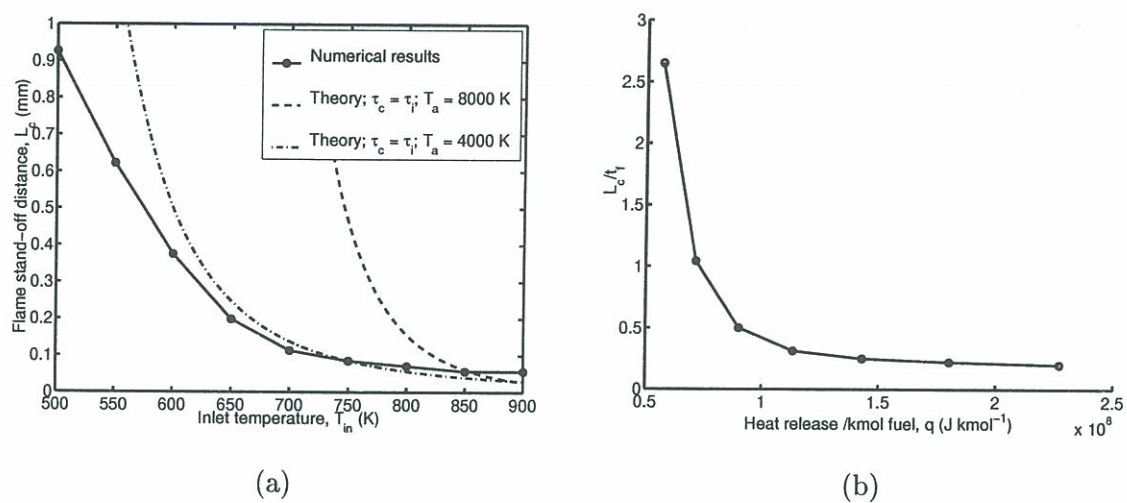 1
0.9
0.8
0.7
0.6
0.5
0.4
0.3
0.2
0.1
0
Flame stand-off distance, L_c (mm)
Numerical results
Theory; τ_c = τ_i; T_a = 8000 K
Theory; τ_c = τ_i; T_a = 4000 K
500 550 600 650 700 750 800 850 900
Inlet temperature, T_in (K)
(a)
3
2.5
2
1.5
1
0.5
0
L_c/t_f
0.5 1 1.5 2 2.5
Heat release /kmol fuel, q (J kmol⁻¹)
x 10⁸
(b)